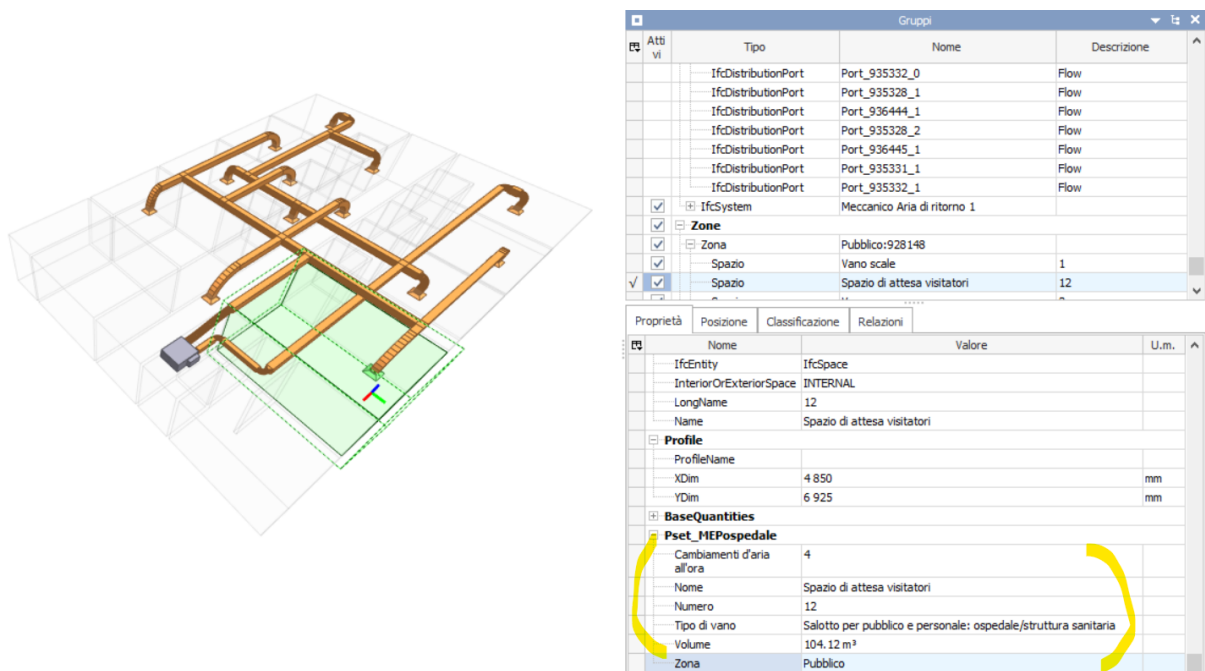 Gruppi
Atti vi Tipo Nome Descrizione
IfcDistributionPort Port_935332_0 Flow
IfcDistributionPort Port_935328_1 Flow
IfcDistributionPort Port_936444_1 Flow
IfcDistributionPort Port_935328_2 Flow
IfcDistributionPort Port_936445_1 Flow
IfcDistributionPort Port_935331_1 Flow
IfcDistributionPort Port_935332_1 Flow
IfcSystem Meccanico Aria di ritorno 1
Zone
Zona Pubblico:928148
Spazio Vano scale 1
Spazio Spazio di attesa visitatori 12
Proprietà Posizione Classificazione Relazioni
Nome Valore U.m.
IfcEntity IfcSpace
InteriorOrExteriorSpace INTERNAL
LongName 12
Name Spazio di attesa visitatori
Profile
ProfileName
XDim 4 850 mm
YDim 6 925 mm
BaseQuantities
Pset_MEPospedale
Cambiamenti d'aria all'ora 4
Nome Spazio di attesa visitatori
Numero 12
Tipo di vano Salotto per pubblico e personale: ospedale/struttura sanitaria
Volume 104.12 m³
Zona Pubblico